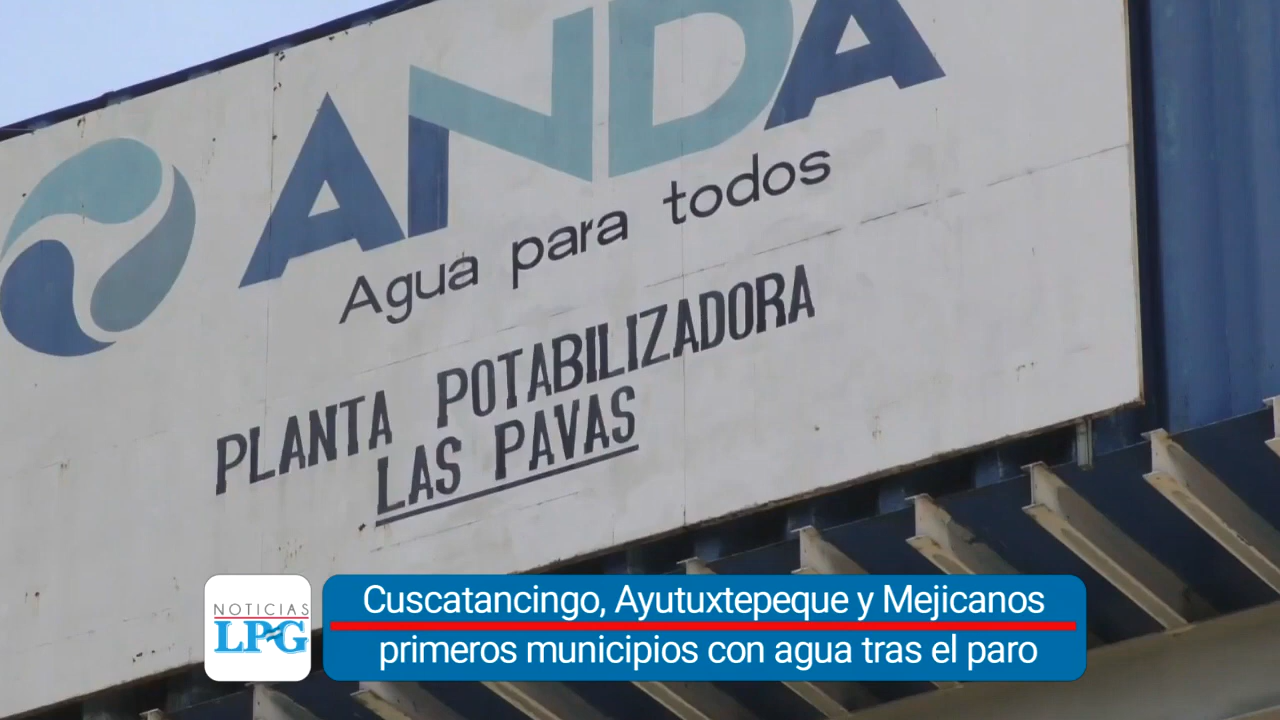 ANDA
Agua para todos
PLANTA POTABILIZADORA
LAS PAVAS
NOTICIAS
LPG
Cuscatancingo, Ayutuxtepeque y Mejicanos
primeros municipios con agua tras el paro